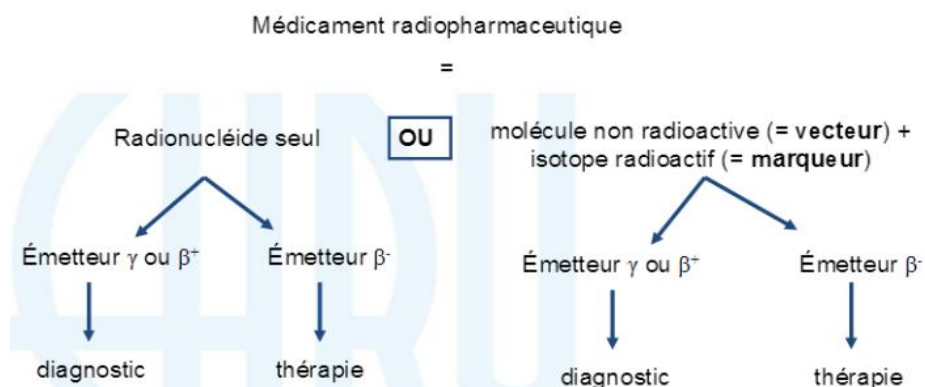 Médicament radiopharmaceutique
=
Radionucléide seul
OU
molécule non radioactive (= vecteur) +
isotope radioactif (= marqueur)
Émetteur γ ou β⁺
Émetteur β⁻
Émetteur γ ou β⁺
Émetteur β⁻
diagnostic
thérapie
diagnostic
thérapie
CHRU